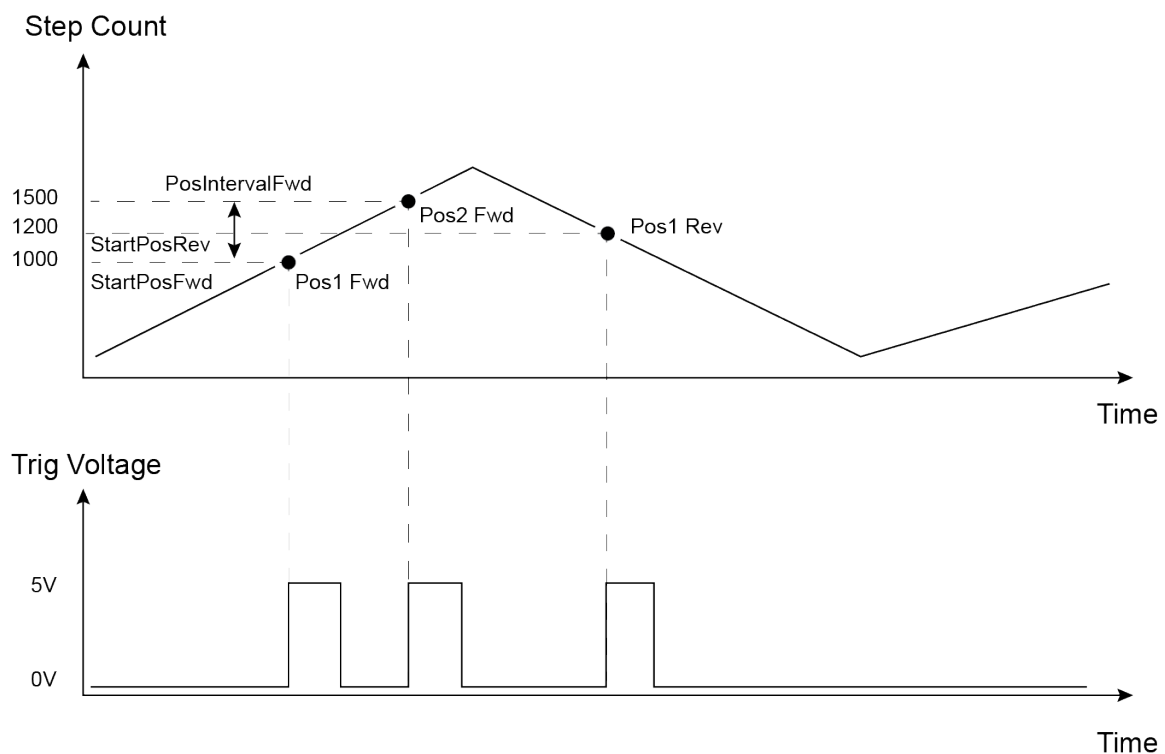 Step Count
1500
PosIntervalFwd
Pos2 Fwd
1200
Pos1 Rev
StartPosRev
1000
StartPosFwd
Pos1 Fwd
Time
Trig Voltage
5V
0V
Time